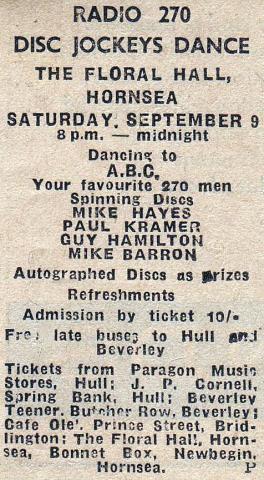 RADIO 270
DISC JOCKEYS DANCE
THE FLORAL HALL,
HORNSEA
SATURDAY, SEPTEMBER 9
8 p.m. — midnight
Dancing to
A.B.C.
Your favourite 270 men
Spinning Discs
MIKE HAYES
PAUL KRAMER
GUY HAMILTON
MIKE BARRON
Autographed Discs as prizes
Refreshments
Admission by ticket 10/-
Free late buses to Hull and
Beverley
Tickets from Paragon Music
Stores, Hull; J. P. Cornell,
Spring Bank, Hull; Beverley
Teener, Butcher Row, Beverley;
Cafe Ole', Prince Street, Brid-
lington; The Floral Hall, Horn-
sea, Bonnet Box, Newbegin,
Hornsea. P